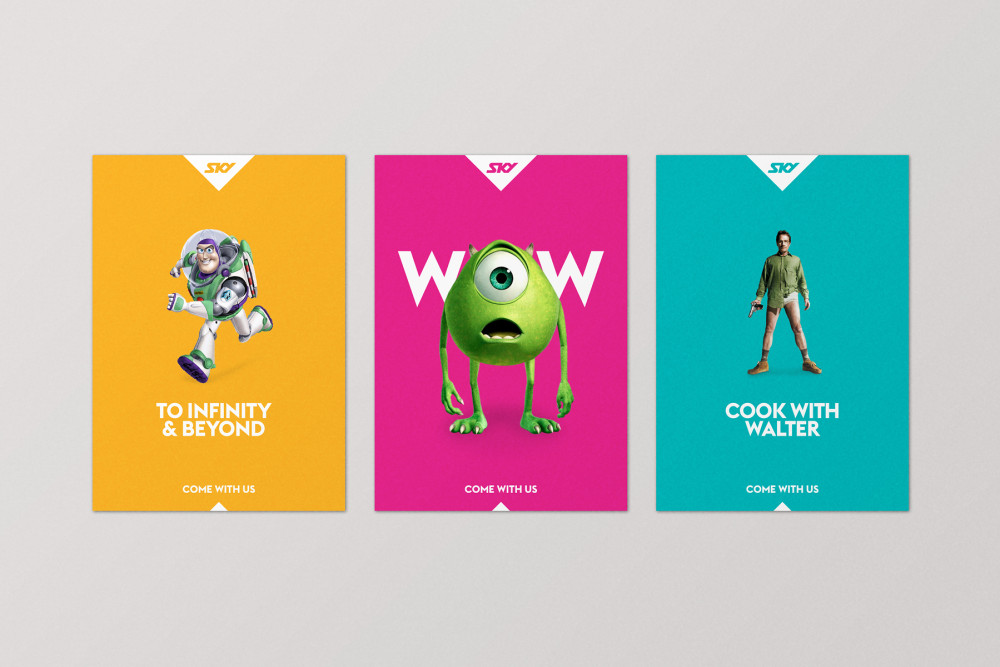 SKY
TO INFINITY
& BEYOND
COME WITH US
SKY
W W
COME WITH US
SKY
COOK WITH
WALTER
COME WITH US